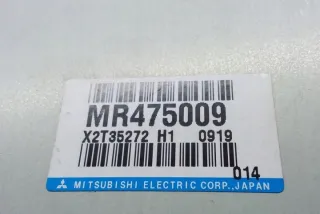 MR475009
X2T35272 H1 0919
014
MITSUBISHI ELECTRIC CORP., JAPAN